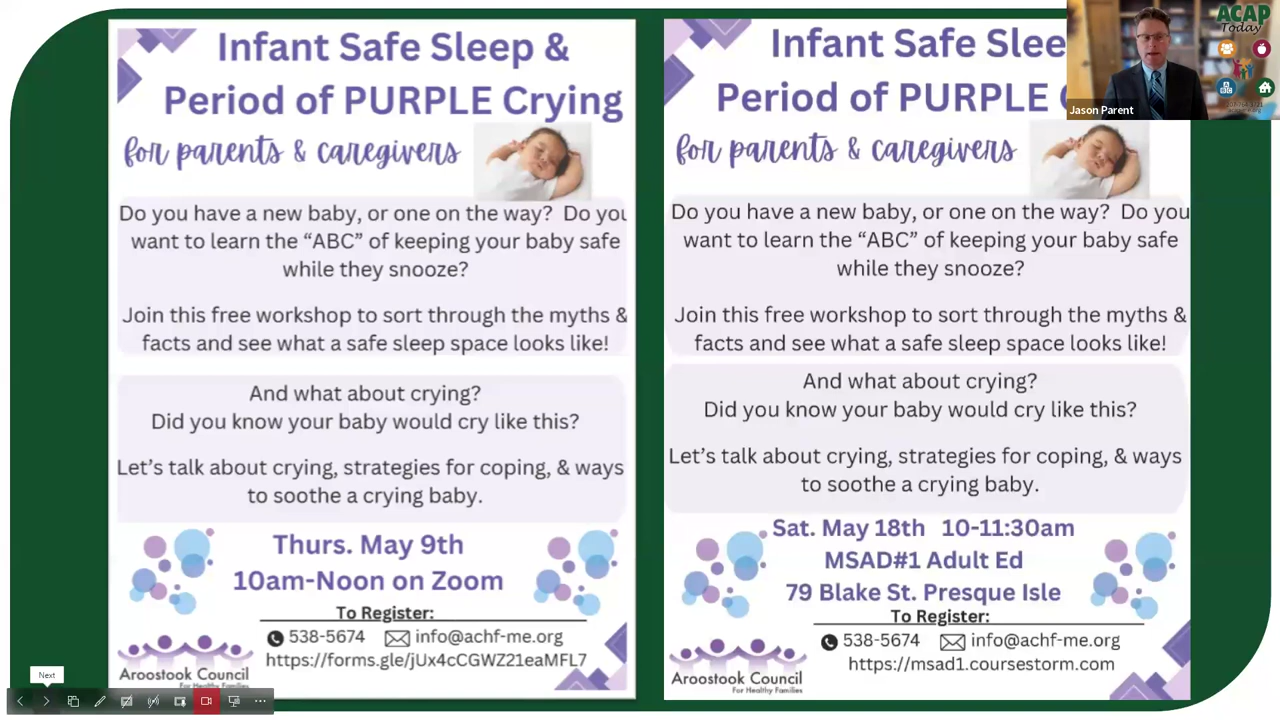 Infant Safe Sleep &
Period of PURPLE Crying
for parents & caregivers
Do you have a new baby, or one on the way? Do you
want to learn the “ABC” of keeping your baby safe
while they snooze?
Join this free workshop to sort through the myths &
facts and see what a safe sleep space looks like!
And what about crying?
Did you know your baby would cry like this?
Let’s talk about crying, strategies for coping, & ways
to soothe a crying baby.
Thurs. May 9th
10am-Noon on Zoom
To Register:
538-5674 info@achf-me.org
https://forms.gle/jUx4cCGWZ21eaMFL7
Aroostook Council
For Healthy Families
Infant Safe Slee
Period of PURPLE
for parents & caregivers
Do you have a new baby, or one on the way? Do you
want to learn the “ABC” of keeping your baby safe
while they snooze?
Join this free workshop to sort through the myths &
facts and see what a safe sleep space looks like!
And what about crying?
Did you know your baby would cry like this?
Let’s talk about crying, strategies for coping, & ways
to soothe a crying baby.
Sat. May 18th 10-11:30am
MSAD#1 Adult Ed
79 Blake St. Presque Isle
To Register:
538-5674 info@achf-me.org
https://msad1.coursestorm.com
Aroostook Council
For Healthy Families
ACAP
Today
Jason Parent
Next